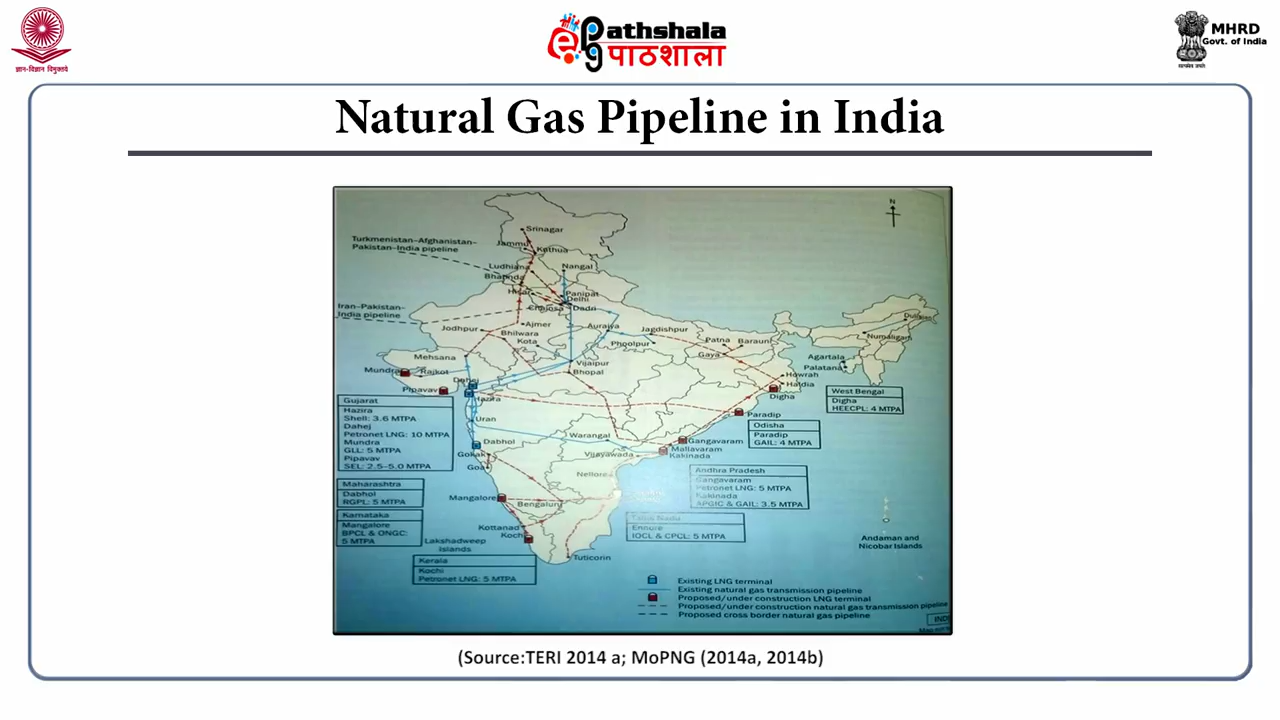 ज्ञान-विज्ञान विमुक्तये
ePGpathshala
पाठशाला
MHRD
Govt. of India
Natural Gas Pipeline in India
N
Srinagar
Turkmenistan–Afghanistan–
Pakistan–India pipeline
Jammu
Kathua
Ludhiana
Nangal
Bhatinda
Hisar
Panipat
Delhi
Dadri
Iran–Pakistan–
India pipeline
Jodhpur
Ajmer
Bhilwara
Kota
Auraiya
Jagdishpur
Phoolpur
Patna
Barauni
Gaya
Numaligarh
Mehsana
Vijaipur
Bhopal
Agartala
Palatana
Mundra
Rajkot
Dahej
Pipavav
Hazira
Howrah
Haldia
Digha
Uran
Paradip
Dabhol
Warangal
Gangavaram
Mallavaram
Kakinada
Vijayawada
Gokak
Goa
Nellore
Mangalore
Bengaluru
Kottanad
Kochi
Lakshadweep
Islands
Tuticorin
Andaman and
Nicobar Islands
Gujarat
Hazira
Shell: 3.6 MTPA
Dahej
Petronet LNG: 10 MTPA
Mundra
GLL: 5 MTPA
Pipavav
SEL: 2.5–5.0 MTPA
Maharashtra
Dabhol
RGPL: 5 MTPA
Karnataka
Mangalore
BPCL & ONGC:
5 MTPA
Kerala
Kochi
Petronet LNG: 5 MTPA
West Bengal
Digha
HEECPL: 4 MTPA
Odisha
Paradip
GAIL: 4 MTPA
Andhra Pradesh
Gangavaram
Petronet LNG: 5 MTPA
Kakinada
APGIC & GAIL: 3.5 MTPA
Tamil Nadu
Ennore
IOCL & CPCL: 5 MTPA
Existing LNG terminal
Existing natural gas transmission pipeline
Proposed/under construction LNG terminal
Proposed/under construction natural gas transmission pipeline
Proposed cross border natural gas pipeline
(Source:TERI 2014 a; MoPNG (2014a, 2014b)